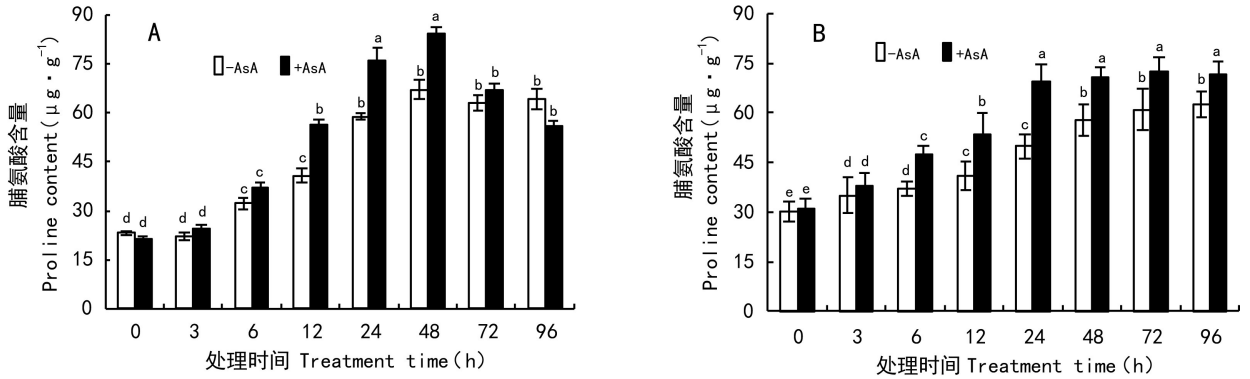 A
−AsA +AsA
脯氨酸含量
Proline content(μg·g⁻¹)
90
75
60
45
30
15
0
d d d d c c c b b a b a b b b b
0 3 6 12 24 48 72 96
处理时间 Treatment time(h)
B
−AsA +AsA
脯氨酸含量
Proline content(μg·g⁻¹)
90
75
60
45
30
15
0
e e d d c c c b c a b a b a b a
0 3 6 12 24 48 72 96
处理时间 Treatment time(h)